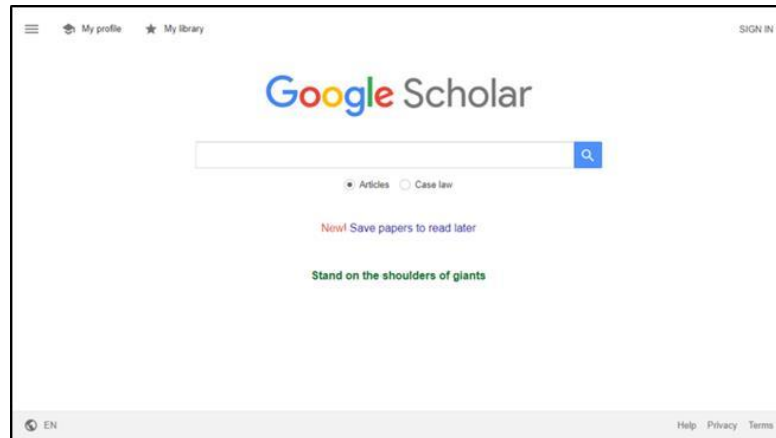 My profile My library SIGN IN
Google Scholar
Articles Case law
New! Save papers to read later
Stand on the shoulders of giants
EN Help Privacy Terms